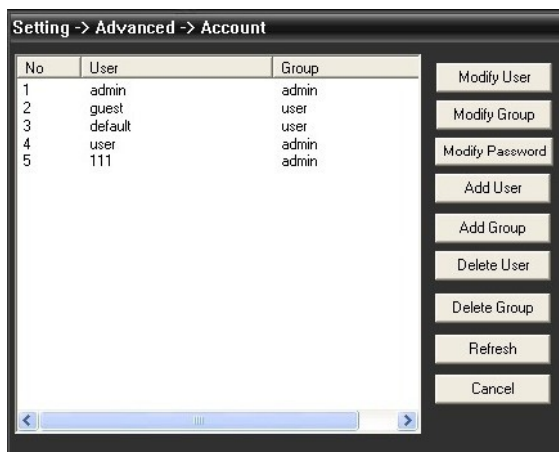 Setting -> Advanced -> Account
No User Group
1 admin admin
2 guest user
3 default user
4 user admin
5 111 admin
Modify User
Modify Group
Modify Password
Add User
Add Group
Delete User
Delete Group
Refresh
Cancel